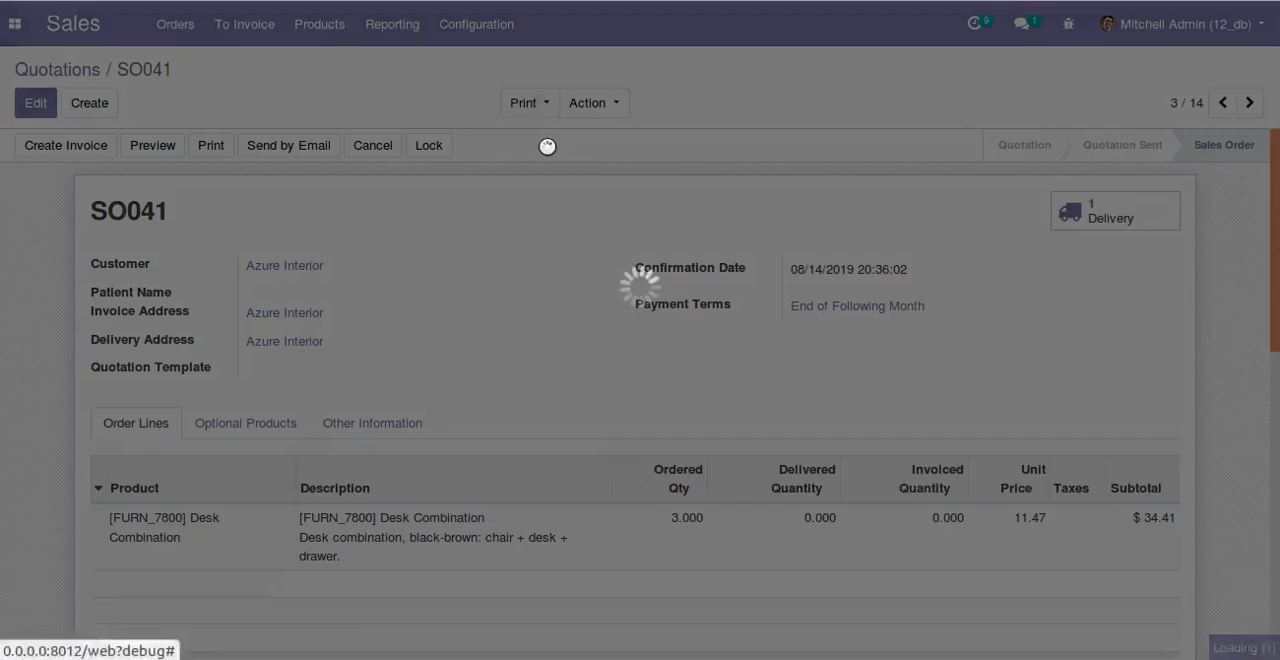 Sales Orders To Invoice Products Reporting Configuration 9 1 Mitchell Admin (12_db)
Quotations / SO041
Edit Create Print Action 3 / 14
Create Invoice Preview Print Send by Email Cancel Lock Quotation Quotation Sent Sales Order
SO041
1
Delivery
Customer Azure Interior Confirmation Date 08/14/2019 20:36:02
Patient Name
Payment Terms End of Following Month
Invoice Address Azure Interior
Delivery Address Azure Interior
Quotation Template
Order Lines Optional Products Other Information
Ordered Delivered Invoiced Unit
Product Description Qty Quantity Quantity Price Taxes Subtotal
[FURN_7800] Desk [FURN_7800] Desk Combination 3.000 0.000 0.000 11.47 $ 34.41
Combination Desk combination, black-brown: chair + desk +
drawer.
0.0.0.0:8012/web?debug# Loading (1)